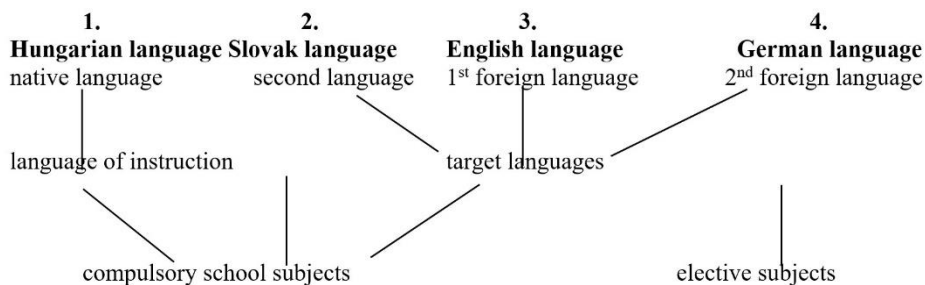 1. 2. 3. 4.
Hungarian language Slovak language English language German language
native language second language 1st foreign language 2nd foreign language
language of instruction target languages
compulsory school subjects elective subjects